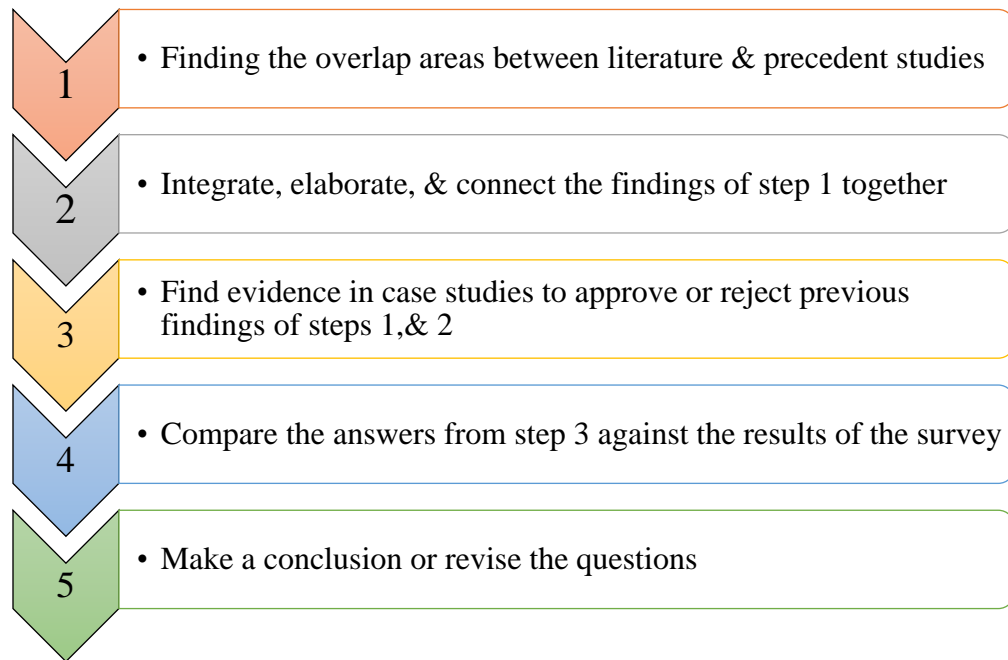 1
• Finding the overlap areas between literature & precedent studies
2
• Integrate, elaborate, & connect the findings of step 1 together
3
• Find evidence in case studies to approve or reject previous
findings of steps 1,& 2
4
• Compare the answers from step 3 against the results of the survey
5
• Make a conclusion or revise the questions